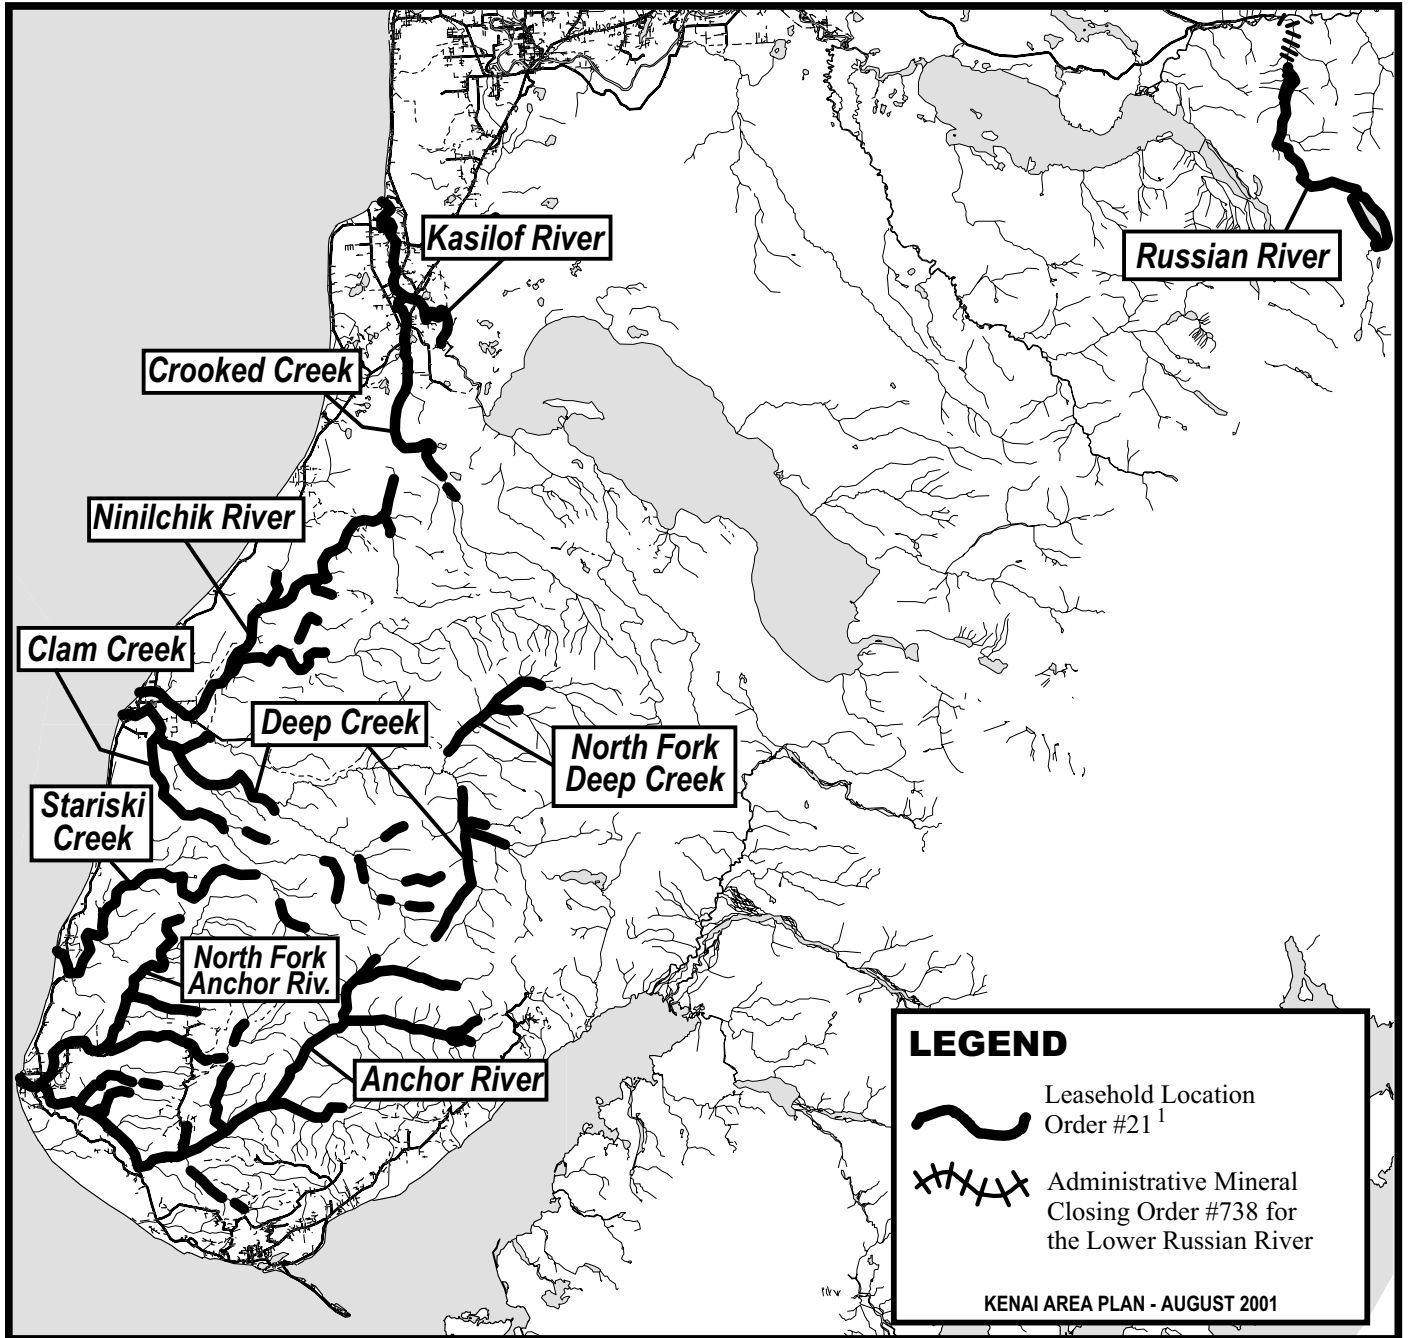 Kasilof River
Russian River
Crooked Creek
Ninilchik River
Clam Creek
Deep Creek
North Fork
Deep Creek
Stariski
Creek
North Fork
Anchor Riv.
Anchor River
LEGEND
Leasehold Location
Order #21 1
Administrative Mineral
Closing Order #738 for
the Lower Russian River
KENAI AREA PLAN - AUGUST 2001